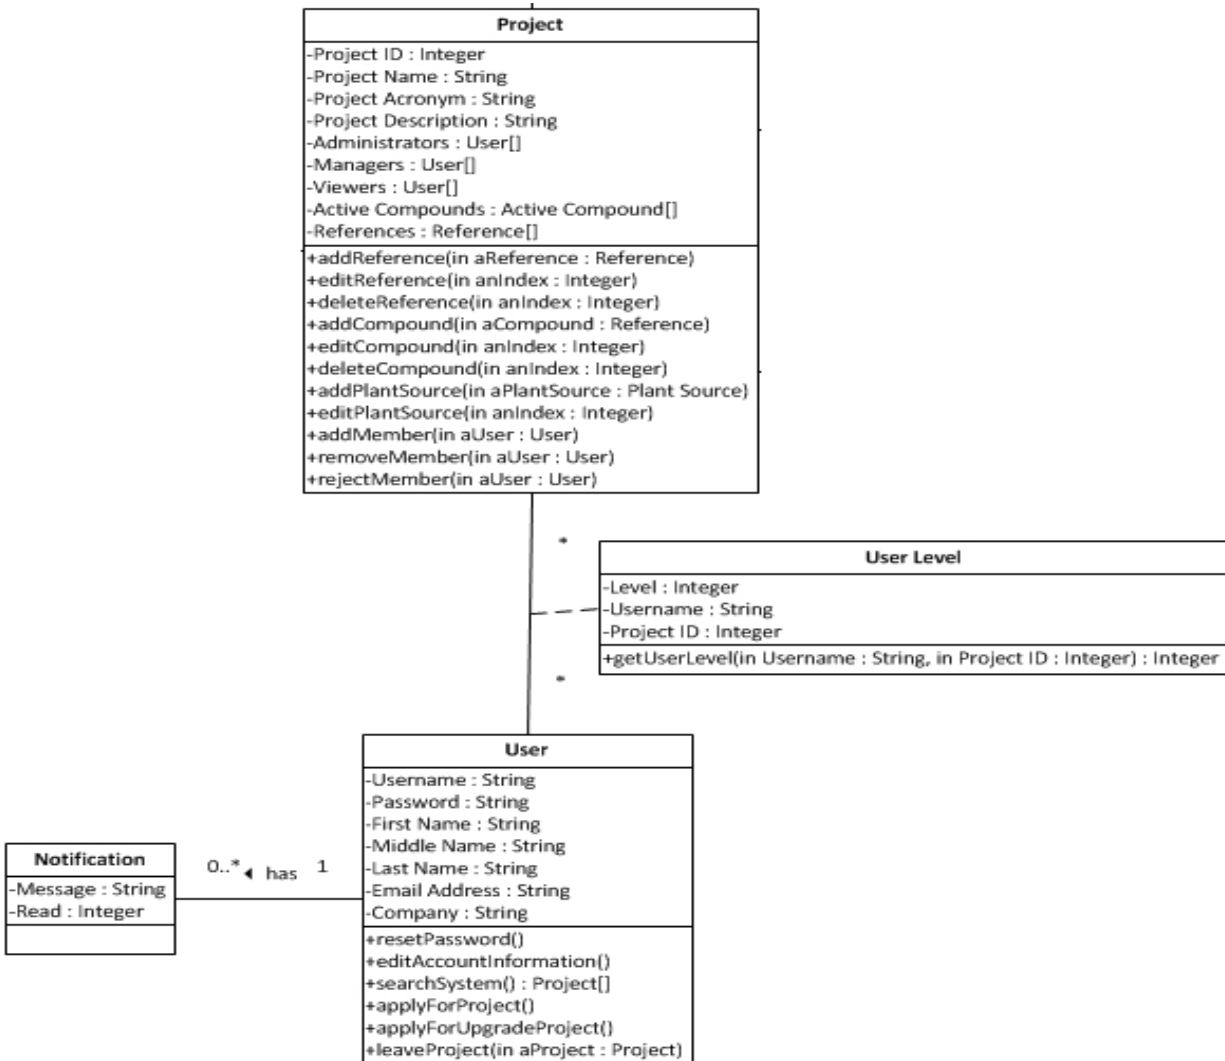 Project
-Project ID : Integer
-Project Name : String
-Project Acronym : String
-Project Description : String
-Administrators : User[]
-Managers : User[]
-Viewers : User[]
-Active Compounds : Active Compound[]
-References : Reference[]
+addReference(in aReference : Reference)
+editReference(in anIndex : Integer)
+deleteReference(in anIndex : Integer)
+addCompound(in aCompound : Reference)
+editCompound(in anIndex : Integer)
+deleteCompound(in anIndex : Integer)
+addPlantSource(in aPlantSource : Plant Source)
+editPlantSource(in anIndex : Integer)
+addMember(in aUser : User)
+removeMember(in aUser : User)
+rejectMember(in aUser : User)
*
User Level
-Level : Integer
-Username : String
-Project ID : Integer
+getUserLevel(in Username : String, in Project ID : Integer) : Integer
*
User
-Username : String
-Password : String
-First Name : String
-Middle Name : String
-Last Name : String
-Email Address : String
-Company : String
+resetPassword()
+editAccountInformation()
+searchSystem() : Project[]
+applyForProject()
+applyForUpgradeProject()
+leaveProject(in aProject : Project)
Notification
-Message : String
-Read : Integer
0..* ◄ has 1